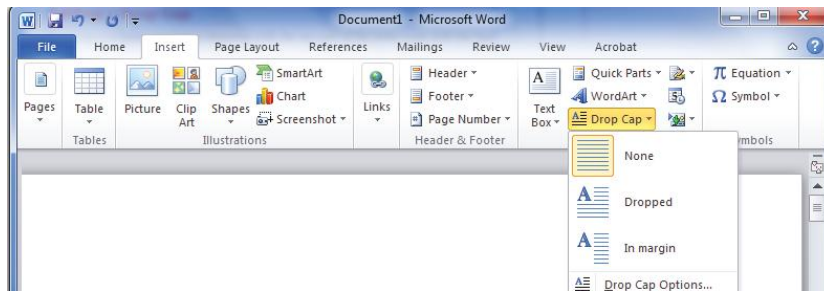 Document1 - Microsoft Word
File Home Insert Page Layout References Mailings Review View Acrobat
Pages
Table
Tables
Picture
Clip
Art
Shapes
SmartArt
Chart
Screenshot
Illustrations
Links
Header
Footer
Page Number
Header & Footer
Text
Box
Quick Parts
WordArt
Drop Cap
Equation
Symbol
mbols
None
Dropped
In margin
Drop Cap Options...